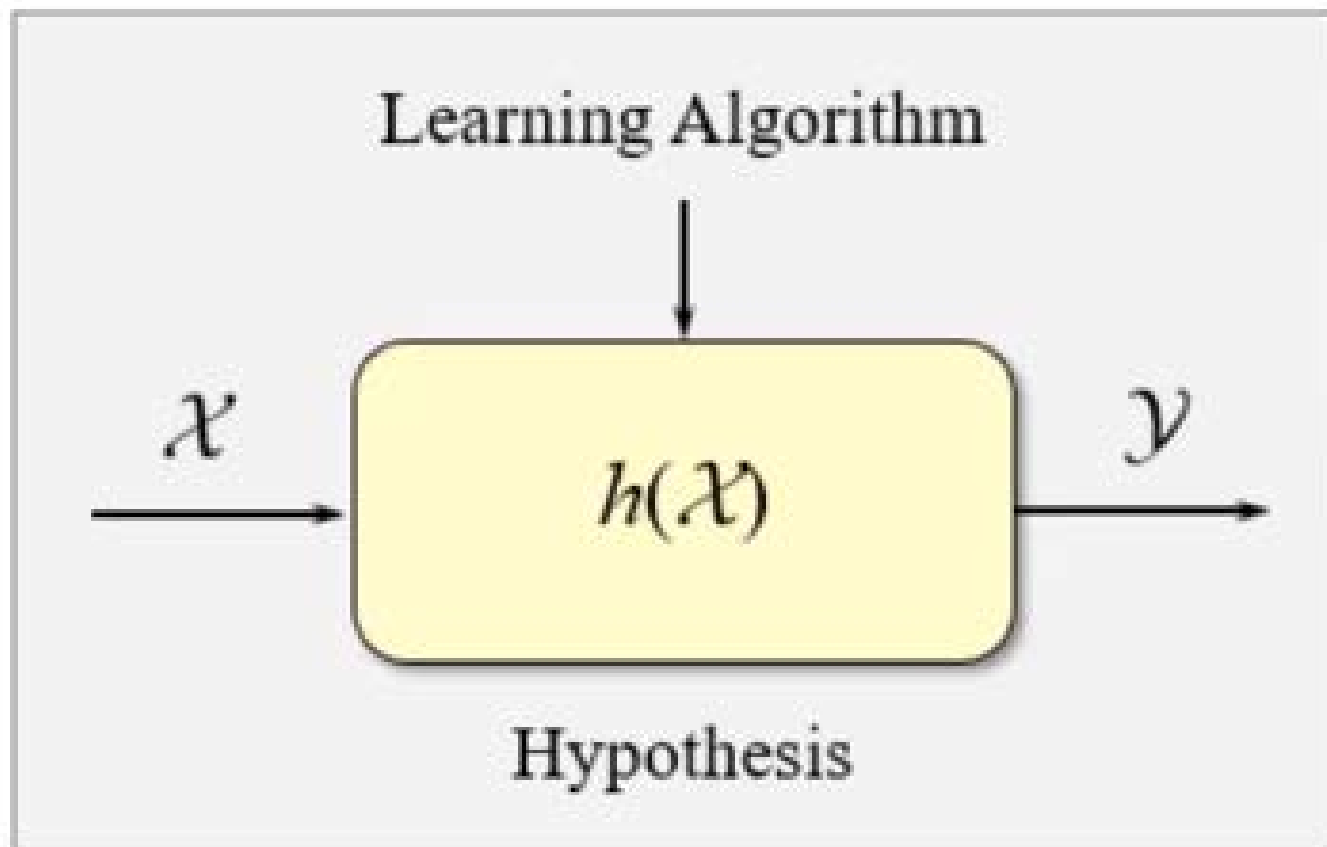 Learning Algorithm
𝒳
h(𝒳)
𝒴
Hypothesis